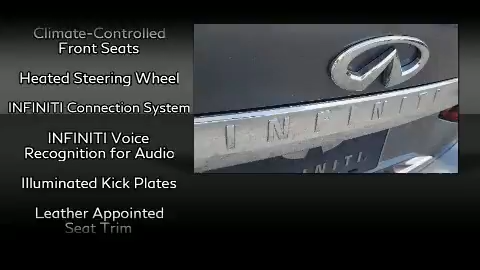 Climate-Controlled
Front Seats
Heated Steering Wheel
INFINITI Connection System
INFINITI Voice
Recognition for Audio
Illuminated Kick Plates
Leather Appointed
Seat Trim
INFINITI
INFINITI